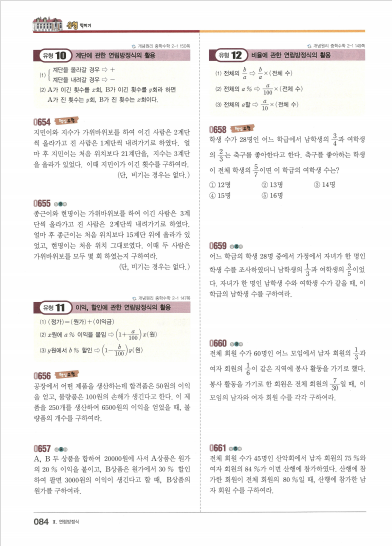 유형 10 계단에 관한 연립방정식의 활용
(1) 계단을 올라갈 경우 ⇨ +
계단을 내려갈 경우 ⇨ -
(2) A가 이긴 횟수를 x회, B가 이긴 횟수를 y회라 하면
A가 진 횟수는 y회, B가 진 횟수는 x회이다.
0654
지민이와 지수가 가위바위보를 하여 이긴 사람은 2계단
씩 올라가고 진 사람은 1계단씩 내려가기로 하였다. 얼
마 후 지민이는 처음 위치보다 21계단을, 지수는 3계단
을 올라가 있었다. 이때 지민이가 이긴 횟수를 구하여라.
(단, 비기는 경우는 없다.)
0655
종근이와 현명이는 가위바위보를 하여 이긴 사람은 3계
단씩 올라가고 진 사람은 2계단씩 내려가기로 하였다.
얼마 후 종근이는 처음보다 15계단 위에 올라가 있
었고, 현명이는 처음 위치 그대로였다. 이때 두 사람은
가위바위보를 모두 몇 회 하였는지 구하여라.
(단, 비기는 경우는 없다.)
유형 11 이익, 할인에 관한 연립방정식의 활용
(1) (정가)=(원가)+(이익금)
(2) x원에 a % 이익을 붙임 ⇨ (1+a/100)x(원)
(3) y원에서 b % 할인 ⇨ (1-b/100)y(원)
0656
공장에서 어떤 제품을 생산하는데 합격품은 50원의 이익
을 얻고, 불량품은 100원의 손해가 생긴다고 한다. 이 제
품을 250개를 생산하여 6500원의 이익을 얻었을 때, 불
량품의 개수를 구하여라.
0657
A, B 두 상품을 합하여 20000원에 사서 A상품은 원가
의 20 % 이익을 붙이고, B상품은 원가에서 30 % 할인
하여 팔면 3000원의 이익이 생긴다고 할 때, B상품의
원가를 구하여라.
084 Ⅱ. 연립방정식
유형 12 비율에 관한 연립방정식의 활용
(1) 전체의 b/a ⇨ b/a×(전체 수)
(2) 전체의 a % ⇨ a/100×(전체 수)
(3) 전체의 a할 ⇨ a/10×(전체 수)
0658
학생 수가 28명인 어느 학급에서 남학생의 3/4과 여학생
의 2/3는 축구를 좋아한다고 한다. 축구를 좋아하는 학생
이 전체 학생의 5/7이면 이 학급의 여학생 수는?
① 12명 ② 13명 ③ 14명
④ 15명 ⑤ 16명
0659
어느 학급의 학생 28명 중에서 가정에서 자녀가 한 명인
학생 수를 조사하였더니 남학생의
다. 자녀가 한 명인 남학생 수와 여학생 수가 같을 때, 이
학급의 남학생 수를 구하여라.
0660
전체 회원 수가 60명인 어느 모임에서 남자 회원의 1/3과
여자 회원의 같은 지역에 봉사 활동을 가기로 했다.
봉사 활동을 가기로 한 회원은 전체 회원의 7/30일 때, 이
모임의 남자와 여자 회원 수를 각각 구하여라.
0661
전체 회원 수가 45명인 산악회에서 남자 회원의 75 %와
여자 회원의 84 %가 이번 산행에 참가하였다. 산행에 참
가한 회원이 전체 회원의 80 %일 때, 산행에 참가한 남
자 회원 수를 구하여라.